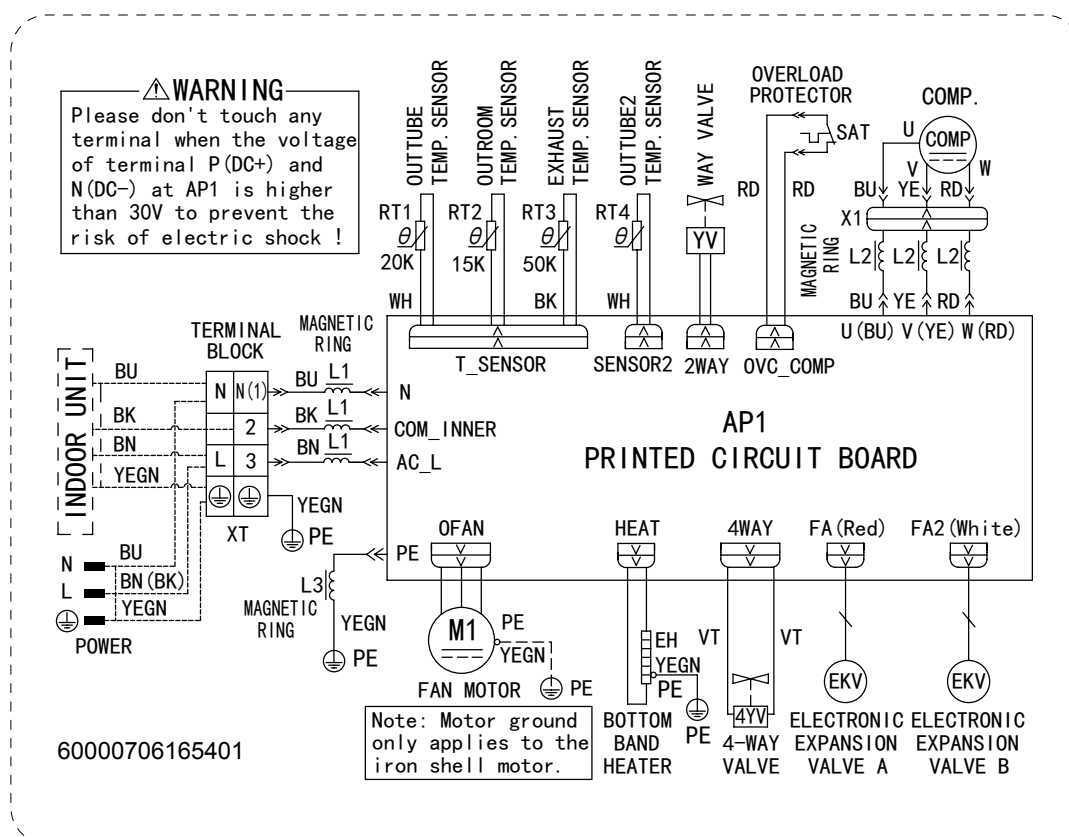 ⚠WARNING
Please don't touch any
terminal when the voltage
of terminal P(DC+) and
N(DC-) at AP1 is higher
than 30V to prevent the
risk of electric shock !
OUTTUBE
TEMP. SENSOR
OUTROOM
TEMP. SENSOR
EXHAUST
TEMP. SENSOR
OUTTUBE2
TEMP. SENSOR
WAY VALVE
OVERLOAD
PROTECTOR
COMP.
SAT
U
COMP
V
W
RD
RD
BU
YE
RD
X1
RT1
θ
20K
RT2
θ
15K
RT3
θ
50K
RT4
θ
YV
MAGNETIC
RING
L2
L2
L2
WH
BK
WH
BU
YE
RD
U(BU) V(YE) W(RD)
T_SENSOR
SENSOR2
2WAY
OVC_COMP
TERMINAL
BLOCK
MAGNETIC
RING
INDOOR UNIT
BU
BK
BN
YEGN
N
N(1)
2
L
3
XT
BU
L1
N
BK
L1
COM_INNER
BN
L1
AC_L
YEGN
PE
AP1
PRINTED CIRCUIT BOARD
N
BU
L
BN(BK)
YEGN
POWER
PE
L3
MAGNETIC
RING
YEGN
PE
OFAN
HEAT
4WAY
FA(Red)
FA2(White)
M1
PE
YEGN
PE
FAN MOTOR
EH
YEGN
PE
PE
BOTTOM
BAND
HEATER
VT
VT
4YV
4-WAY
VALVE
EKV
ELECTRONIC
EXPANSION
VALVE A
EKV
ELECTRONIC
EXPANSION
VALVE B
Note: Motor ground
only applies to the
iron shell motor.
60000706165401